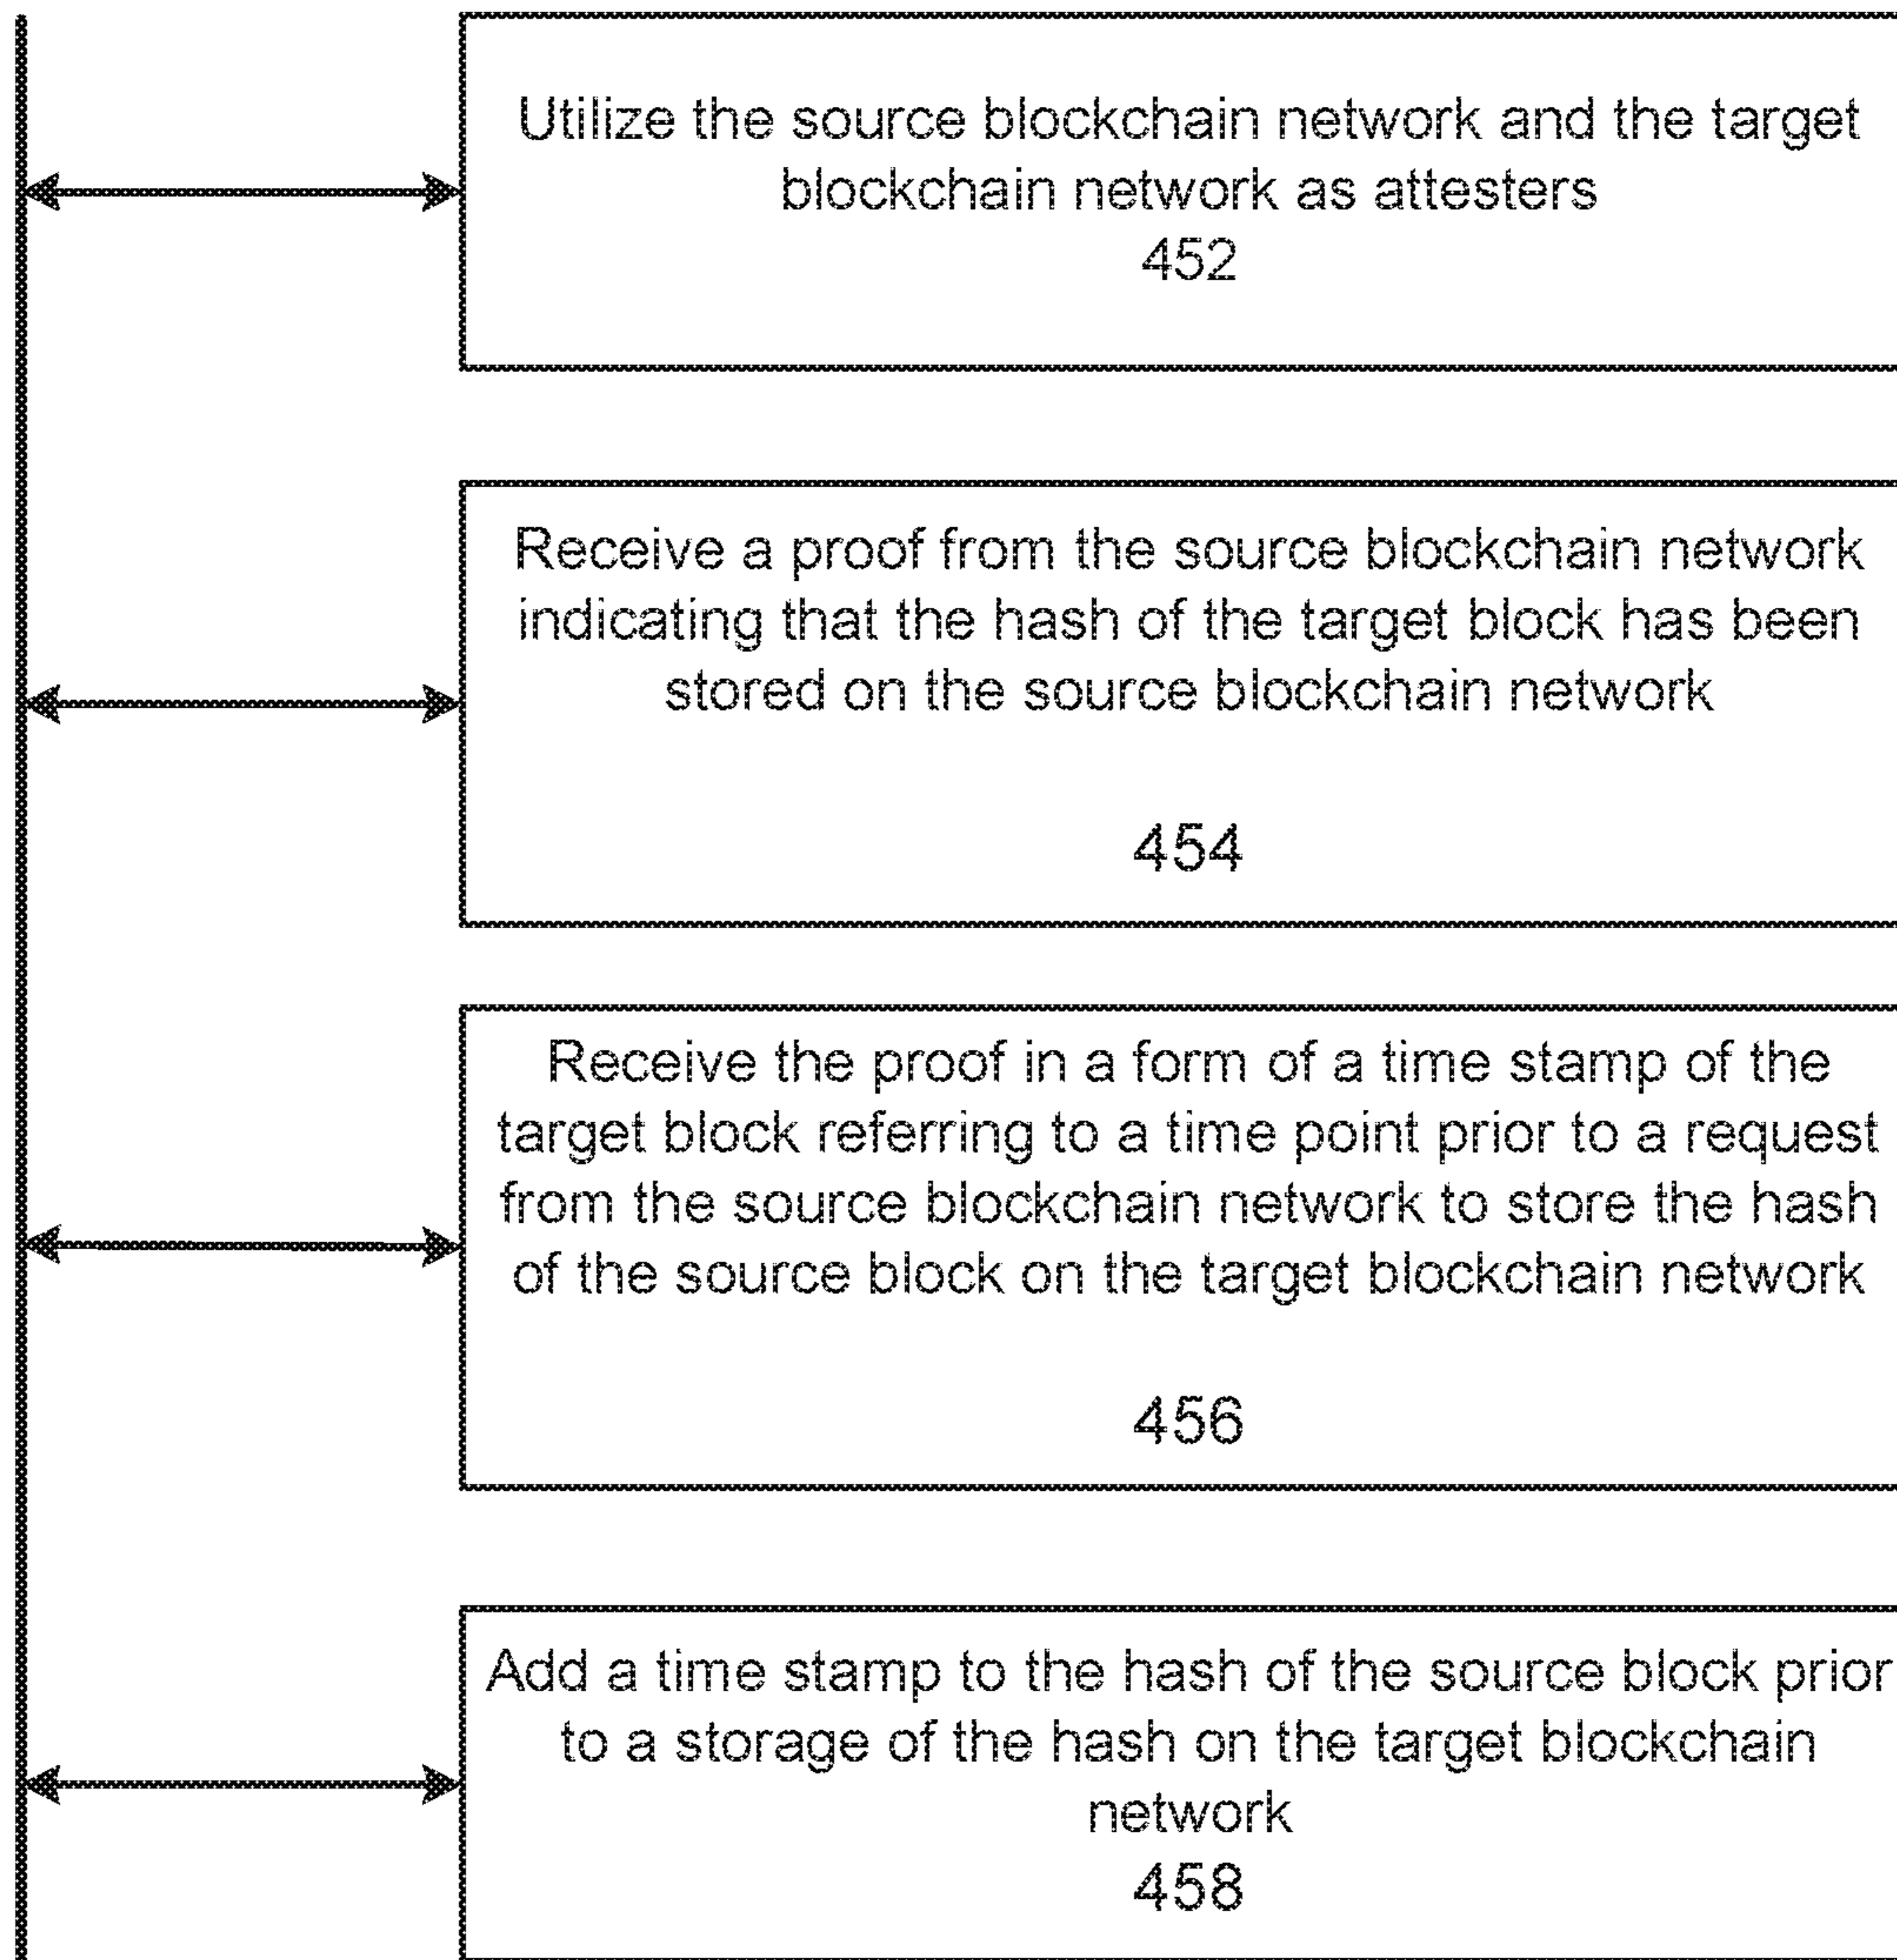 Utilize the source blockchain network and the target
blockchain network as attesters
452
Receive a proof from the source blockchain network
indicating that the hash of the target block has been
stored on the source blockchain network
454
Receive the proof in a form of a time stamp of the
target block referring to a time point prior to a request
from the source blockchain network to store the hash
of the source block on the target blockchain network
456
Add a time stamp to the hash of the source block prior
to a storage of the hash on the target blockchain
network
458